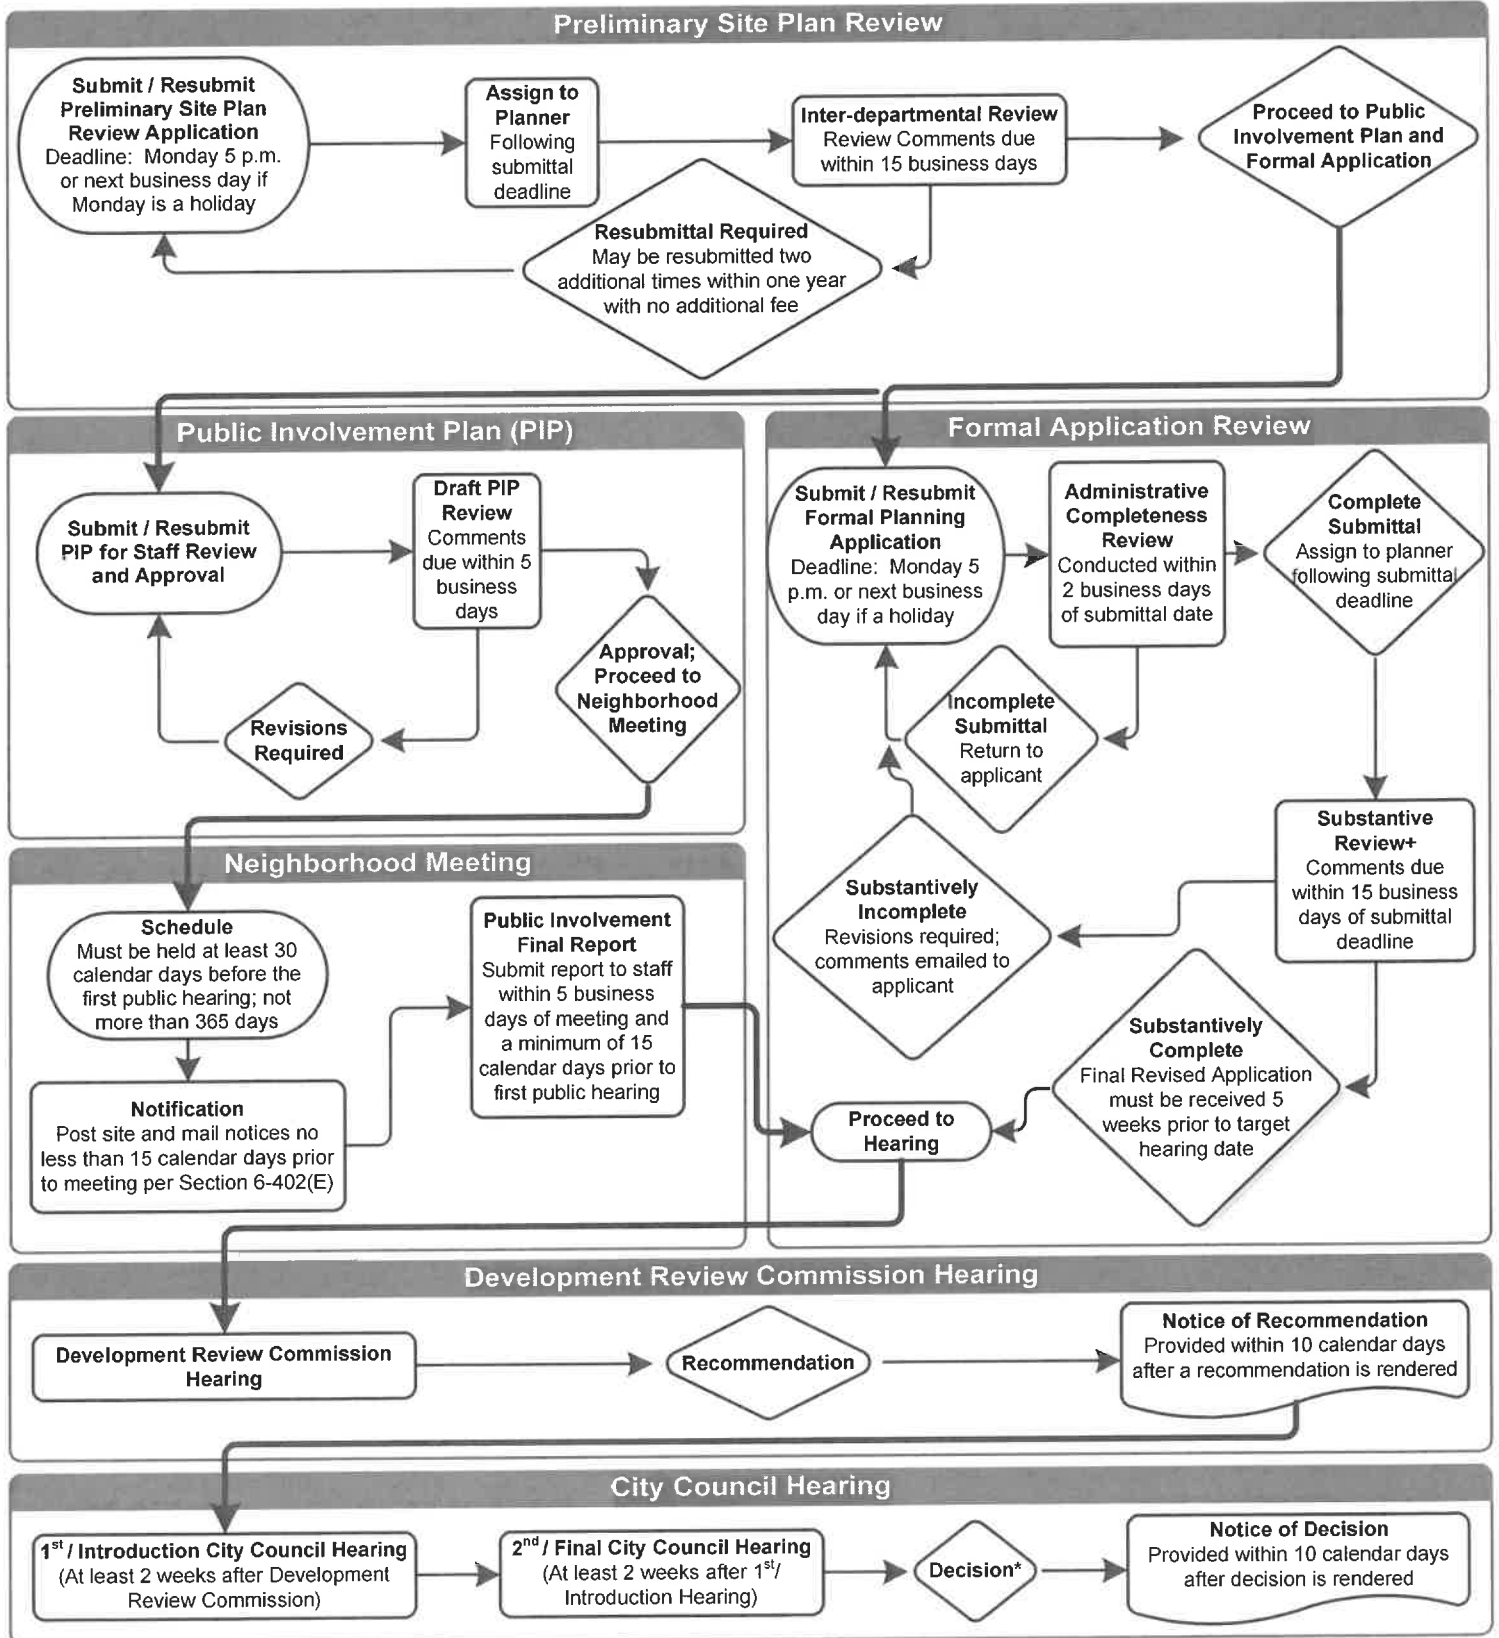 Preliminary Site Plan Review
Submit / Resubmit
Preliminary Site Plan
Review Application
Deadline: Monday 5 p.m.
or next business day if
Monday is a holiday
Assign to
Planner
Following
submittal
deadline
Inter-departmental Review
Review Comments due
within 15 business days
Proceed to Public
Involvement Plan and
Formal Application
Resubmittal Required
May be resubmitted two
additional times within one year
with no additional fee
Public Involvement Plan (PIP)
Submit / Resubmit
PIP for Staff Review
and Approval
Draft PIP
Review
Comments
due within 5
business
days
Approval;
Proceed to
Neighborhood
Meeting
Revisions
Required
Formal Application Review
Submit / Resubmit
Formal Planning
Application
Deadline: Monday 5
p.m. or next business
day if a holiday
Administrative
Completeness
Review
Conducted within
2 business days
of submittal date
Complete
Submittal
Assign to planner
following submittal
deadline
Incomplete
Submittal
Return to
applicant
Substantive
Review+
Comments due
within 15 business
days of submittal
deadline
Substantively
Incomplete
Revisions required;
comments emailed to
applicant
Substantively
Complete
Final Revised Application
must be received 5
weeks prior to target
hearing date
Proceed to
Hearing
Neighborhood Meeting
Schedule
Must be held at least 30
calendar days before the
first public hearing; not
more than 365 days
Notification
Post site and mail notices no
less than 15 calendar days prior
to meeting per Section 6-402(E)
Public Involvement
Final Report
Submit report to staff
within 5 business
days of meeting and
a minimum of 15
calendar days prior to
first public hearing
Development Review Commission Hearing
Development Review Commission
Hearing
Recommendation
Notice of Recommendation
Provided within 10 calendar days
after a recommendation is rendered
City Council Hearing
1st / Introduction City Council Hearing
(At least 2 weeks after Development
Review Commission)
2nd / Final City Council Hearing
(At least 2 weeks after 1st/
Introduction Hearing)
Decision*
Notice of Decision
Provided within 10 calendar days
after decision is rendered